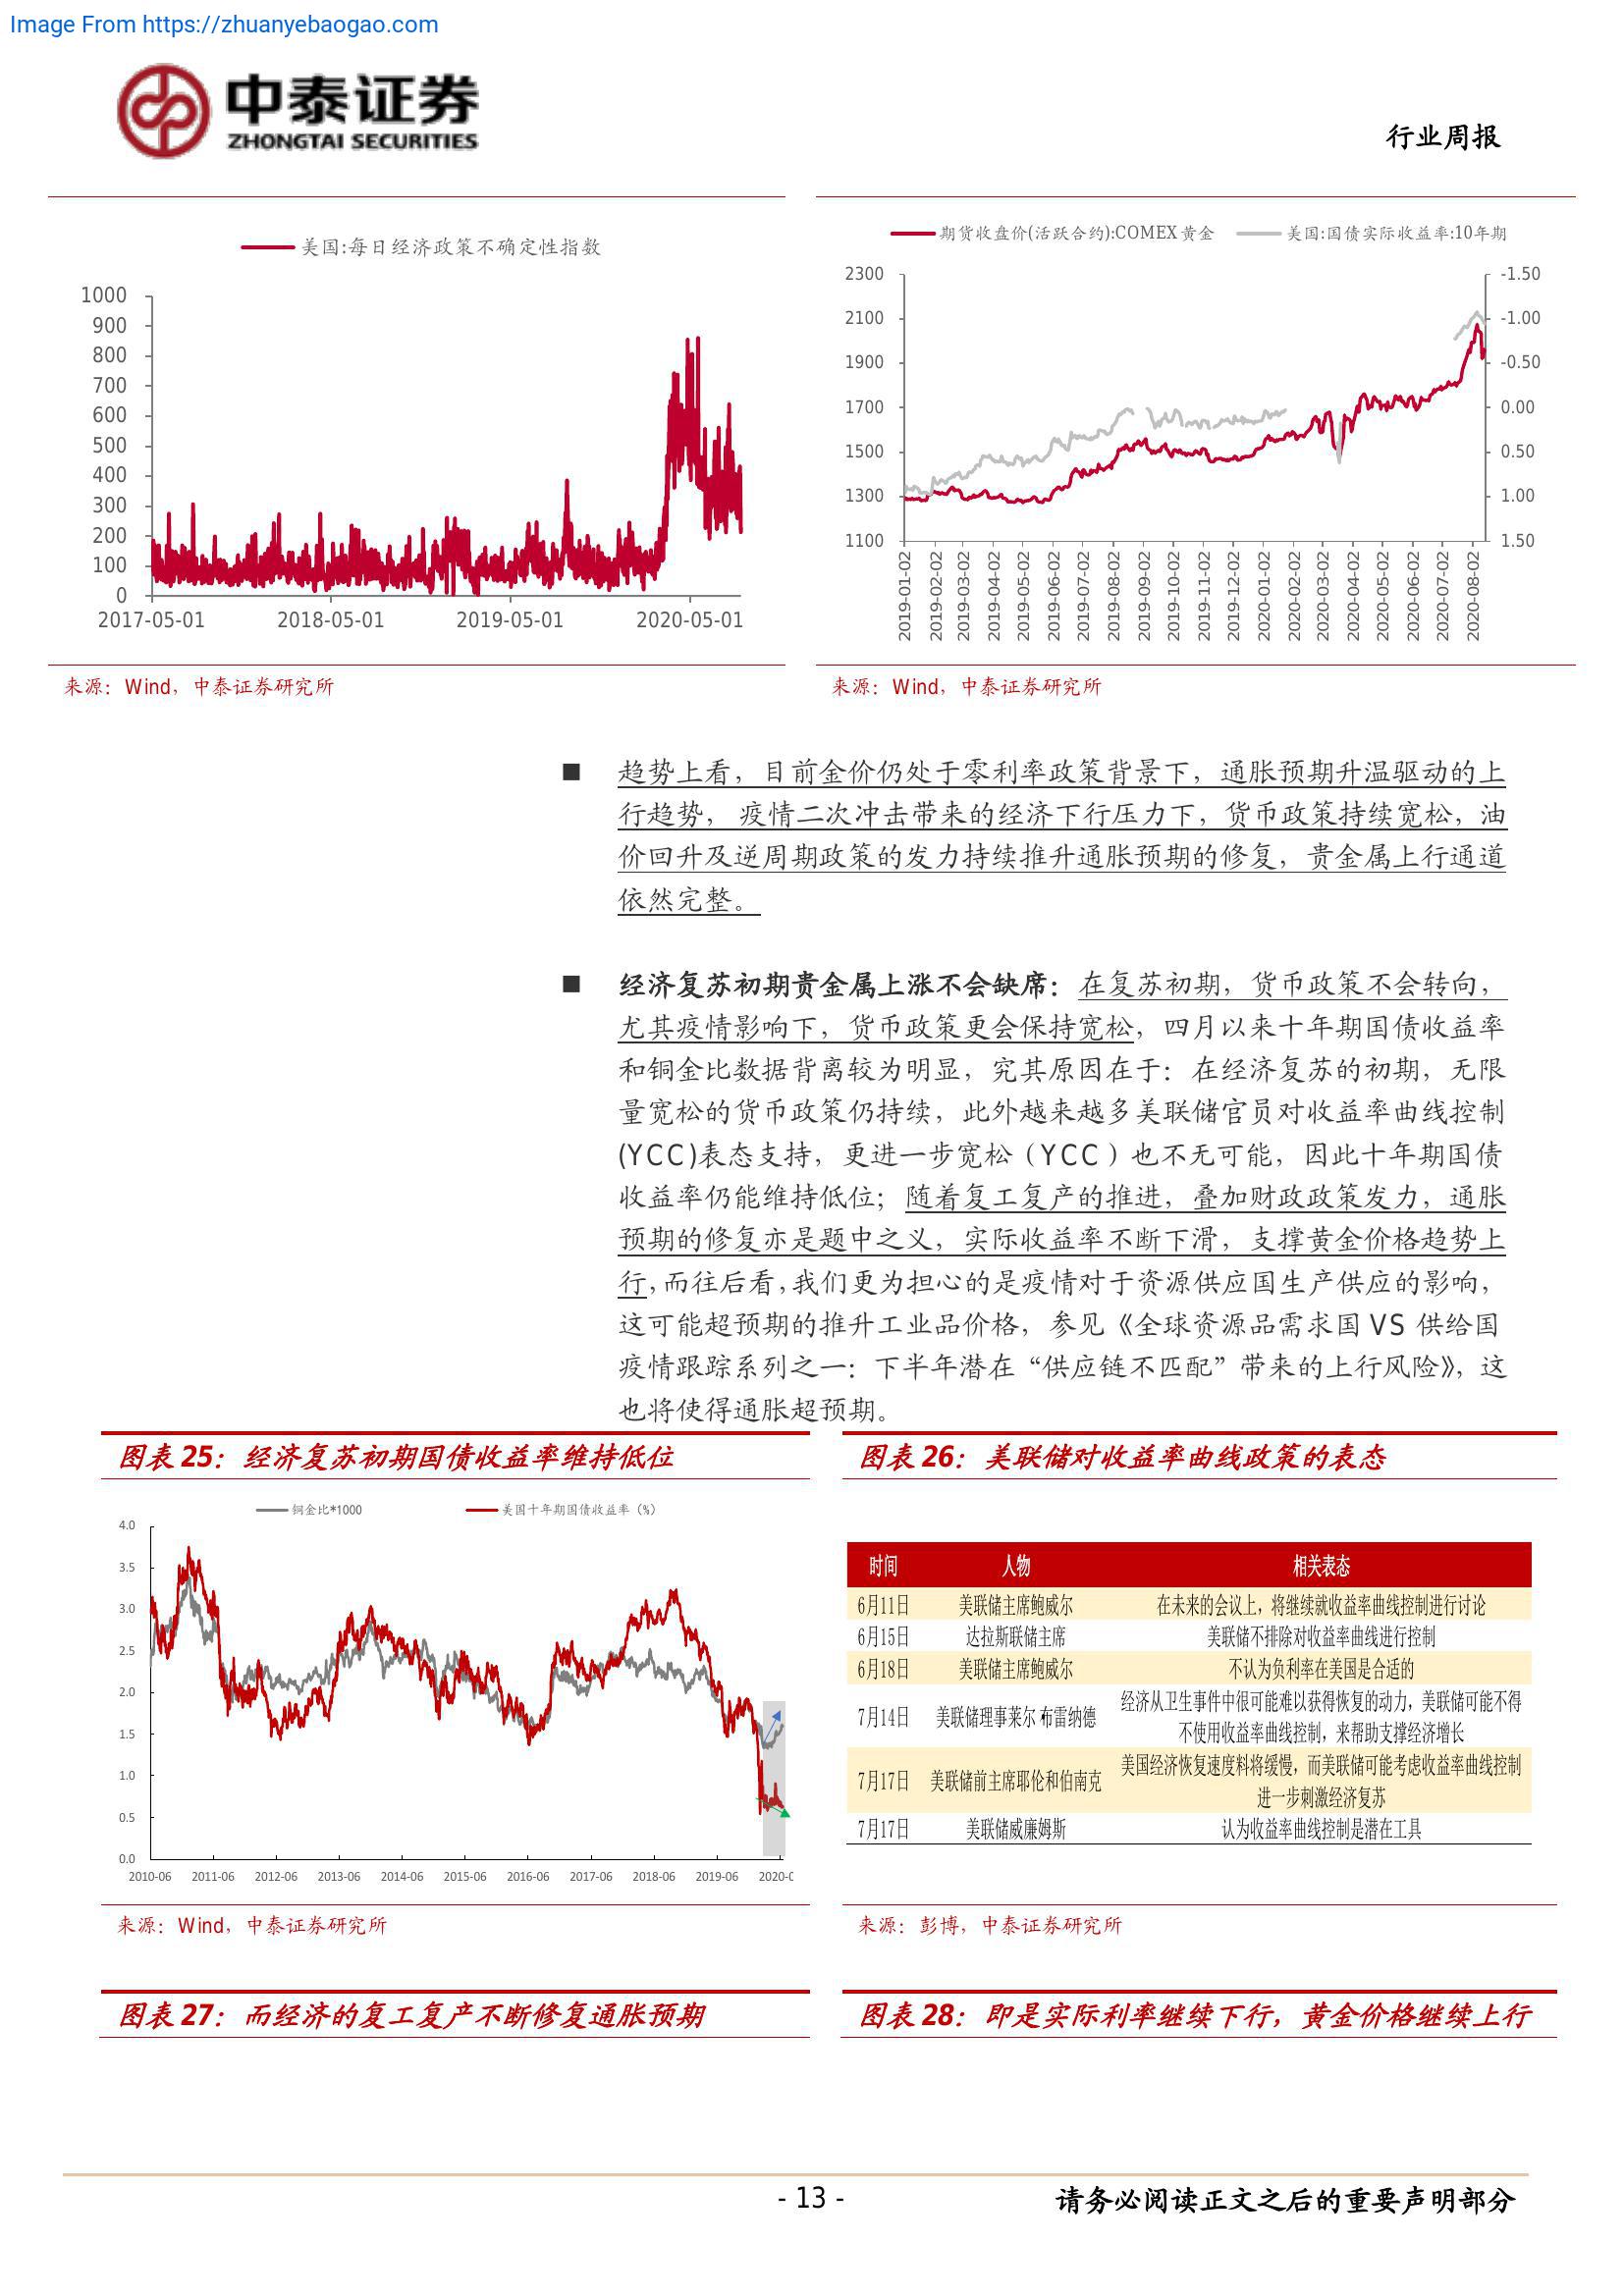 Image From https://zhuanyebaogao.com
中泰证券
ZHONGTAI SECURITIES
行业周报
美国:每日经济政策不确定性指数
1000
900
800
700
600
500
400
300
200
100
0
2017-05-01 2018-05-01 2019-05-01 2020-05-01
期货收盘价(活跃合约):COMEX黄金 美国:国债实际收益率:10年期
2300
2100
1900
1700
1500
1300
1100
-1.50
-1.00
-0.50
0.00
0.50
1.00
1.50
2019-01-02
2019-02-02
2019-03-02
2019-04-02
2019-05-02
2019-06-02
2019-07-02
2019-08-02
2019-09-02
2019-10-02
2019-11-02
2019-12-02
2020-01-02
2020-02-02
2020-03-02
2020-04-02
2020-05-02
2020-06-02
2020-07-02
2020-08-02
来源：Wind，中泰证券研究所
来源：Wind，中泰证券研究所
■ 趋势上看，目前金价仍处于零利率政策背景下，通胀预期升温驱动的上
行趋势， 疫情二次冲击带来的经济下行压力下，货币政策持续宽松，油
价回升及逆周期政策的发力持续推升通胀预期的修复，贵金属上行通道
依然完整。
■ 经济复苏初期贵金属上涨不会缺席：在复苏初期，货币政策不会转向，
尤其疫情影响下，货币政策更会保持宽松，四月以来十年期国债收益率
和铜金比数据背离较为明显，究其原因在于：在经济复苏的初期，无限
量宽松的货币政策仍持续，此外越来越多美联储官员对收益率曲线控制
(YCC)表态支持，更进一步宽松（YCC）也不无可能，因此十年期国债
收益率仍能维持低位；随着复工复产的推进，叠加财政政策发力，通胀
预期的修复亦是题中之义，实际收益率不断下滑，支撑黄金价格趋势上
行，而往后看，我们更为担心的是疫情对于资源供应国生产供应的影响，
这可能超预期的推升工业品价格，参见《全球资源品需求国 VS 供给国
疫情跟踪系列之一：下半年潜在“供应链不匹配”带来的上行风险》，这
也将使得通胀超预期。
图表 25：经济复苏初期国债收益率维持低位
图表 26：美联储对收益率曲线政策的表态
铜金比*1000 美国十年期国债收益率（%）
4.0
3.5
3.0
2.5
2.0
1.5
1.0
0.5
0.0
2010-06 2011-06 2012-06 2013-06 2014-06 2015-06 2016-06 2017-06 2018-06 2019-06 2020-0
时间 人物 相关表态
6月11日 美联储主席鲍威尔 在未来的会议上，将继续就收益率曲线控制进行讨论
6月15日 达拉斯联储主席 美联储不排除对收益率曲线进行控制
6月18日 美联储主席鲍威尔 不认为负利率在美国是合适的
7月14日 美联储理事莱尔·布雷纳德 经济从卫生事件中很可能难以获得恢复的动力，美联储可能不得
不使用收益率曲线控制，来帮助支撑经济增长
7月17日 美联储前主席耶伦和伯南克 美国经济恢复速度料将缓慢，而美联储可能考虑收益率曲线控制
进一步刺激经济复苏
7月17日 美联储威廉姆斯 认为收益率曲线控制是潜在工具
来源：Wind，中泰证券研究所
来源：彭博，中泰证券研究所
图表 27：而经济的复工复产不断修复通胀预期
图表 28：即是实际利率继续下行，黄金价格继续上行
- 13 -
请务必阅读正文之后的重要声明部分